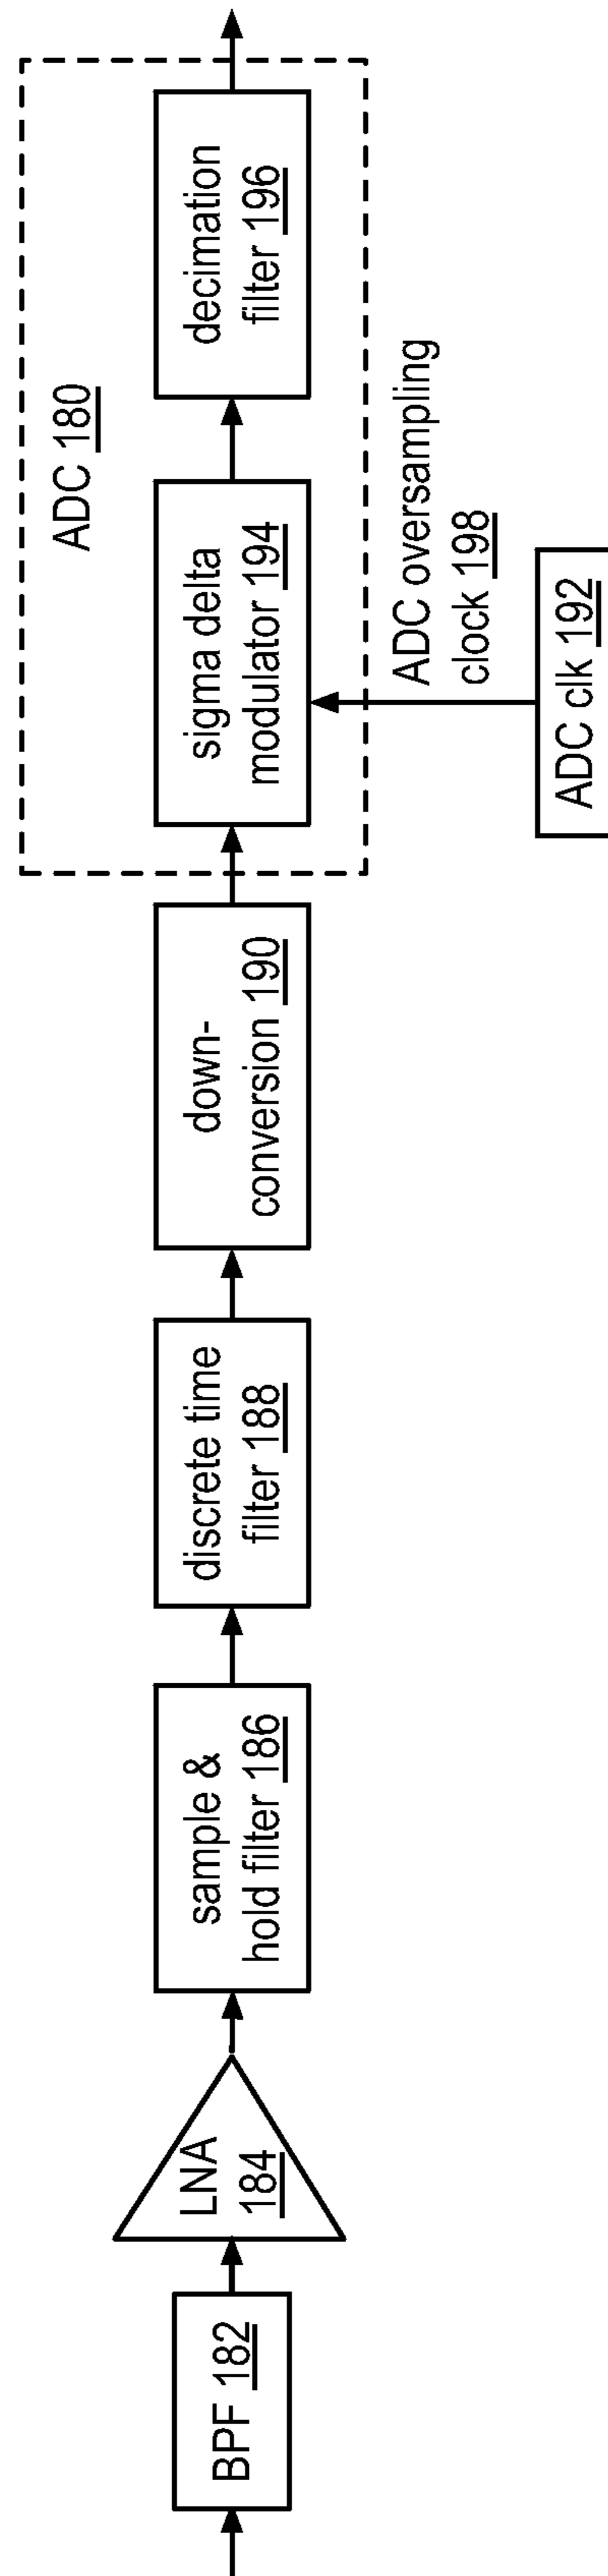 BPF 182
LNA
184
sample &
hold filter 186
discrete time
filter 188
down-
conversion 190
ADC 180
sigma delta
modulator 194
decimation
filter 196
ADC oversampling
clock 198
ADC clk 192